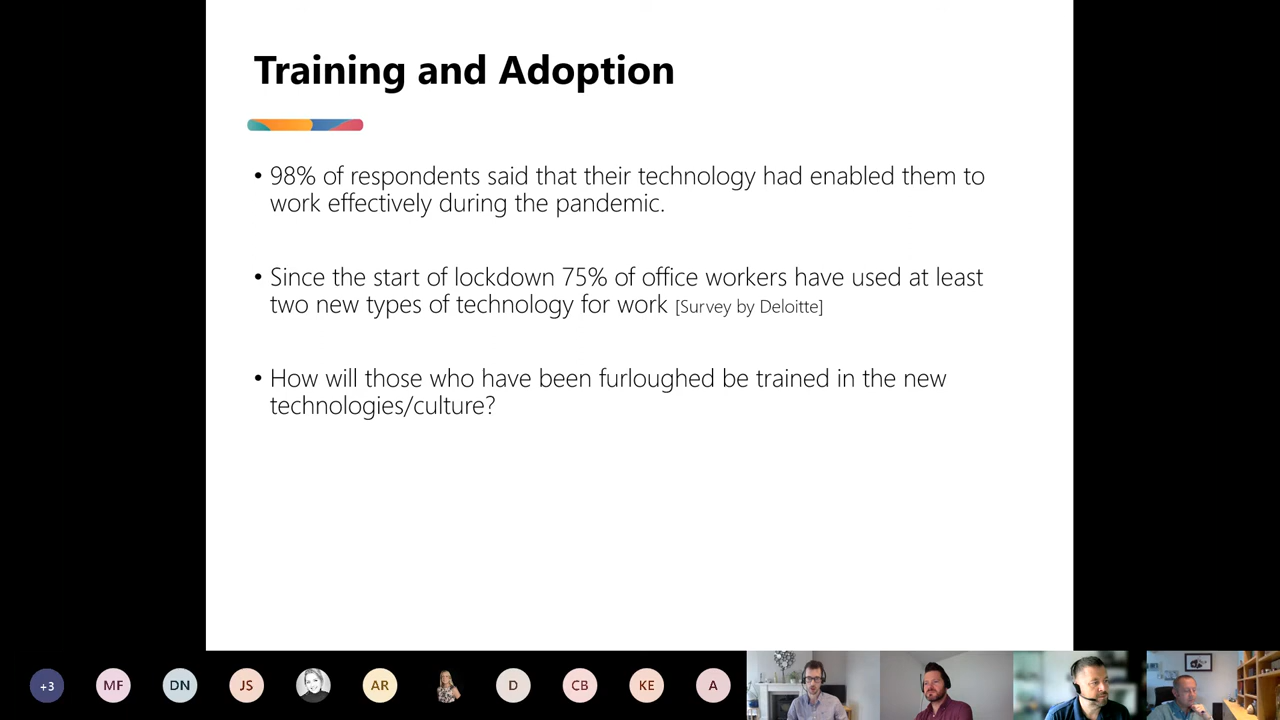 Training and Adoption
• 98% of respondents said that their technology had enabled them to
work effectively during the pandemic.
• Since the start of lockdown 75% of office workers have used at least
two new types of technology for work [Survey by Deloitte]
• How will those who have been furloughed be trained in the new
technologies/culture?
+3 MF DN JS AR D CB KE A